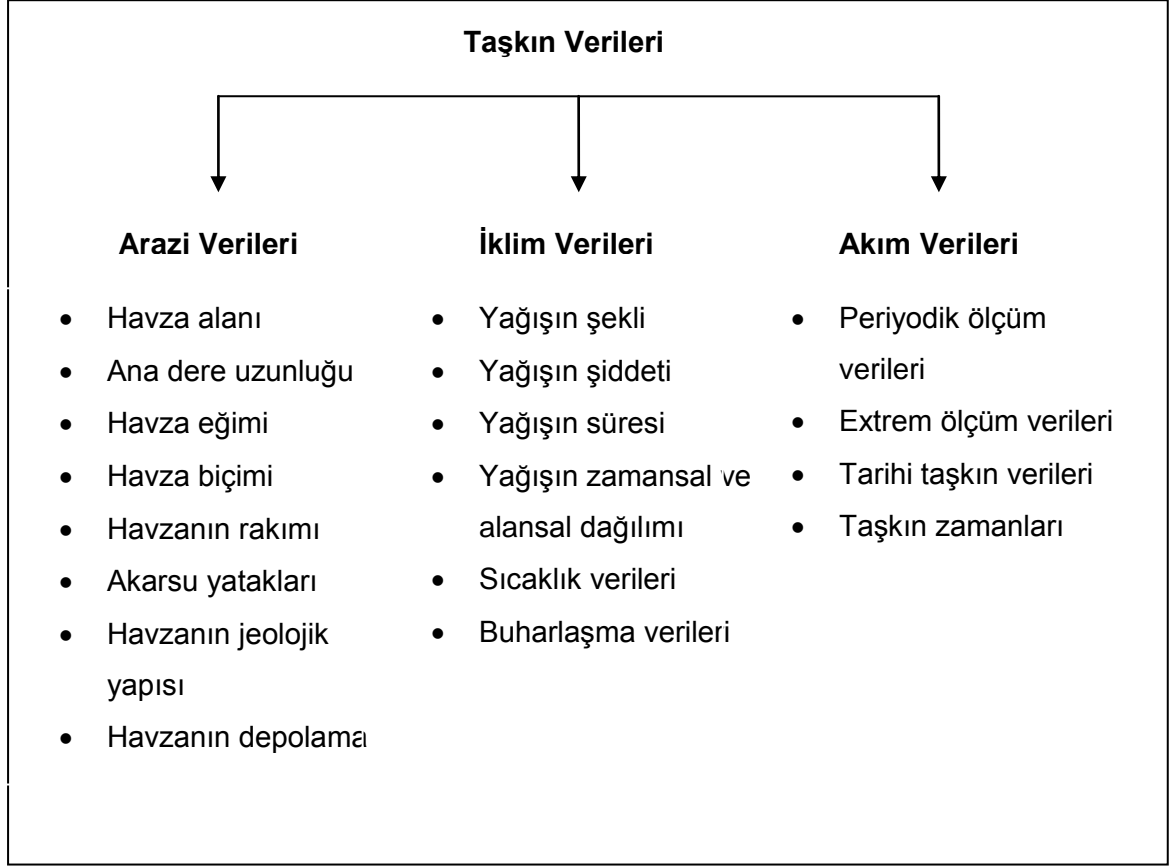 Taşkın Verileri
Arazi Verileri
• Havza alanı
• Ana dere uzunluğu
• Havza eğimi
• Havza biçimi
• Havzanın rakımı
• Akarsu yatakları
• Havzanın jeolojik
yapısı
• Havzanın depolama
İklim Verileri
• Yağışın şekli
• Yağışın şiddeti
• Yağışın süresi
• Yağışın zamansal ve
alansal dağılımı
• Sıcaklık verileri
• Buharlaşma verileri
Akım Verileri
• Periyodik ölçüm
verileri
• Extrem ölçüm verileri
• Tarihi taşkın verileri
• Taşkın zamanları